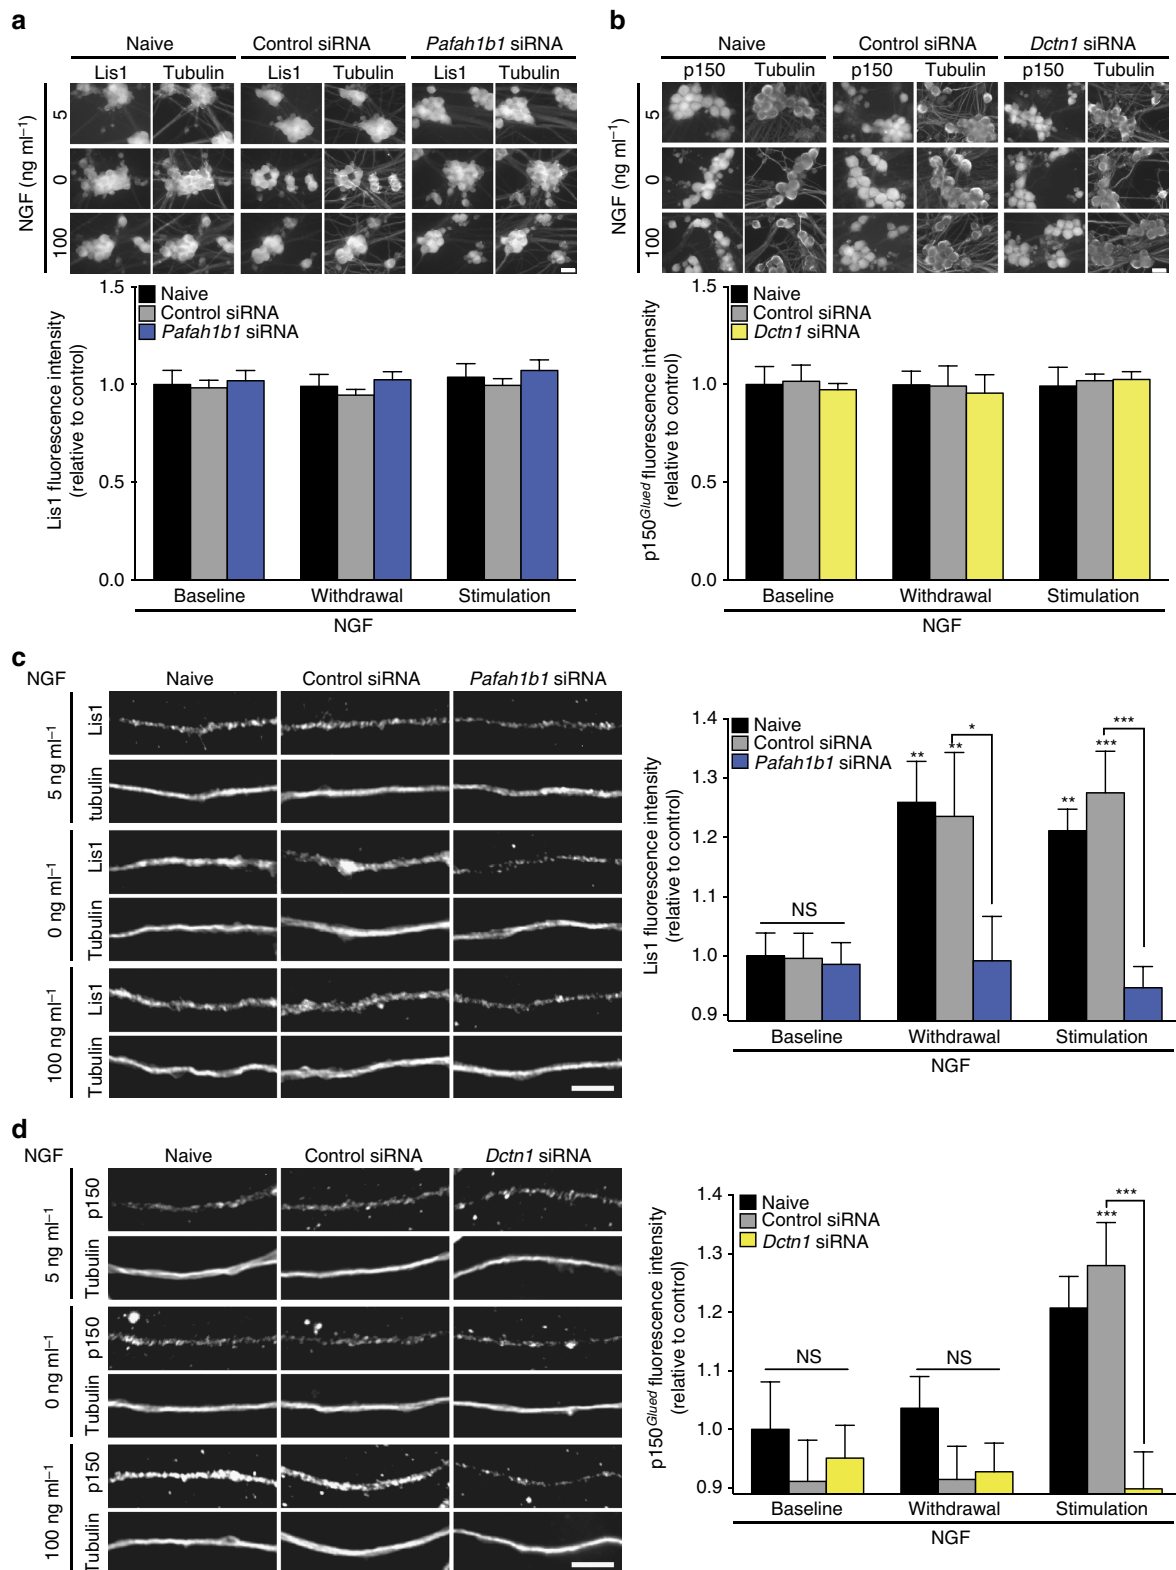 a
Naive Control siRNA Pafah1b1 siRNA
Lis1 Tubulin Lis1 Tubulin Lis1 Tubulin
NGF (ng ml−1)
5
0
100
1.5
1.0
0.5
0.0
Lis1 fluorescence intensity
(relative to control)
Naive
Control siRNA
Pafah1b1 siRNA
Baseline Withdrawal Stimulation
NGF
b
Naive Control siRNA Dctn1 siRNA
p150 Tubulin p150 Tubulin p150 Tubulin
NGF (ng ml−1)
5
0
100
1.5
1.0
0.5
0.0
p150Glued fluorescence intensity
(relative to control)
Naive
Control siRNA
Dctn1 siRNA
Baseline Withdrawal Stimulation
NGF
c
NGF Naive Control siRNA Pafah1b1 siRNA
5 ng ml−1
Lis1
tubulin
0 ng ml−1
Lis1
Tubulin
100 ng ml−1
Lis1
Tubulin
1.4
1.3
1.2
1.1
1.0
0.9
Lis1 fluorescence intensity
(relative to control)
Naive
Control siRNA
Pafah1b1 siRNA
NS
** ** *
** *** ***
Baseline Withdrawal Stimulation
NGF
d
NGF Naive Control siRNA Dctn1 siRNA
5 ng ml−1
p150
Tubulin
0 ng ml−1
p150
Tubulin
100 ng ml−1
p150
Tubulin
1.4
1.3
1.2
1.1
1.0
0.9
p150Glued fluorescence intensity
(relative to control)
Naive
Control siRNA
Dctn1 siRNA
NS NS
*** ***
Baseline Withdrawal Stimulation
NGF